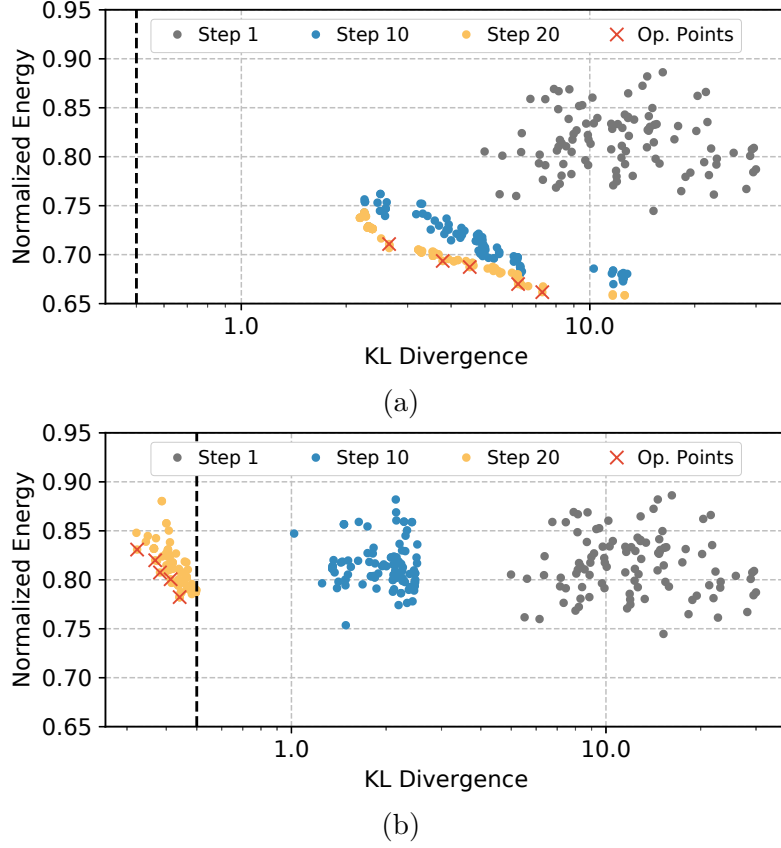 0.95
Step 1 Step 10 Step 20 Op. Points
0.90
0.85
0.80
0.75
0.70
0.65
Normalized Energy
1.0 10.0
KL Divergence
(a)
0.95
Step 1 Step 10 Step 20 Op. Points
0.90
0.85
0.80
0.75
0.70
0.65
Normalized Energy
1.0 10.0
KL Divergence
(b)